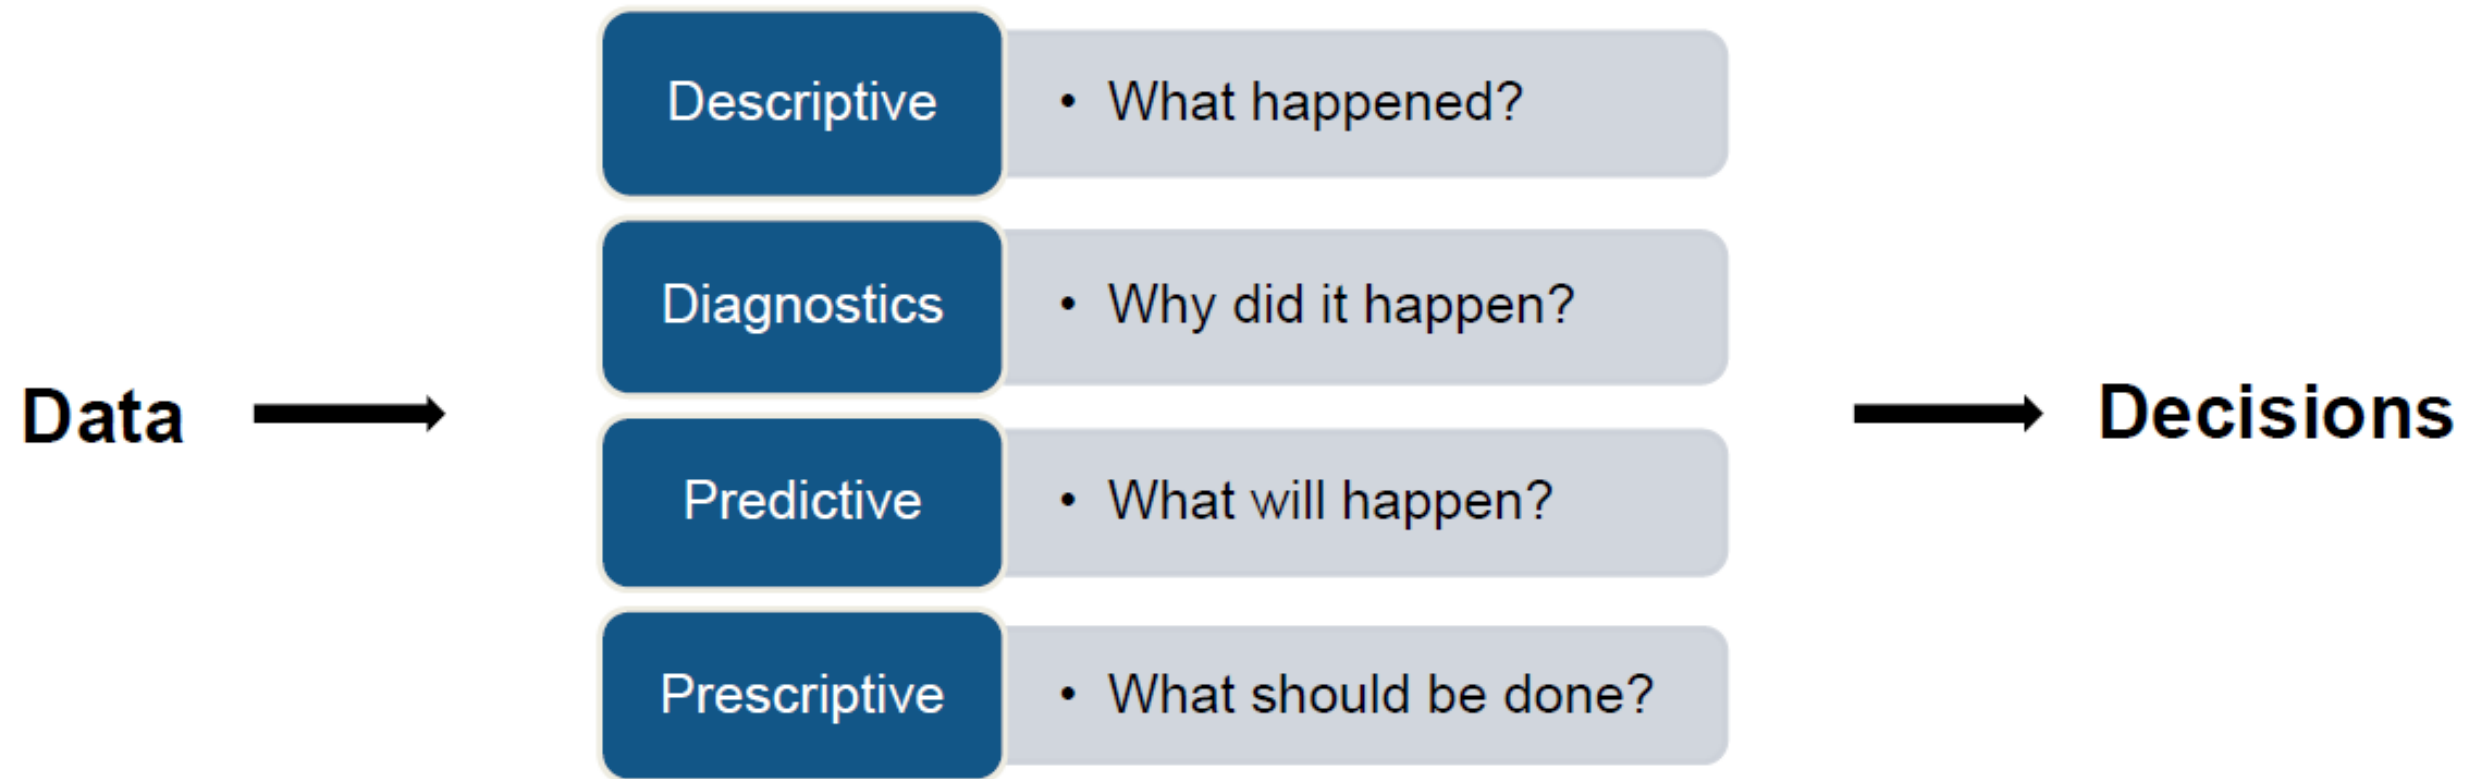 Descriptive
• What happened?
Diagnostics
• Why did it happen?
Data
Decisions
Predictive
• What will happen?
Prescriptive
• What should be done?